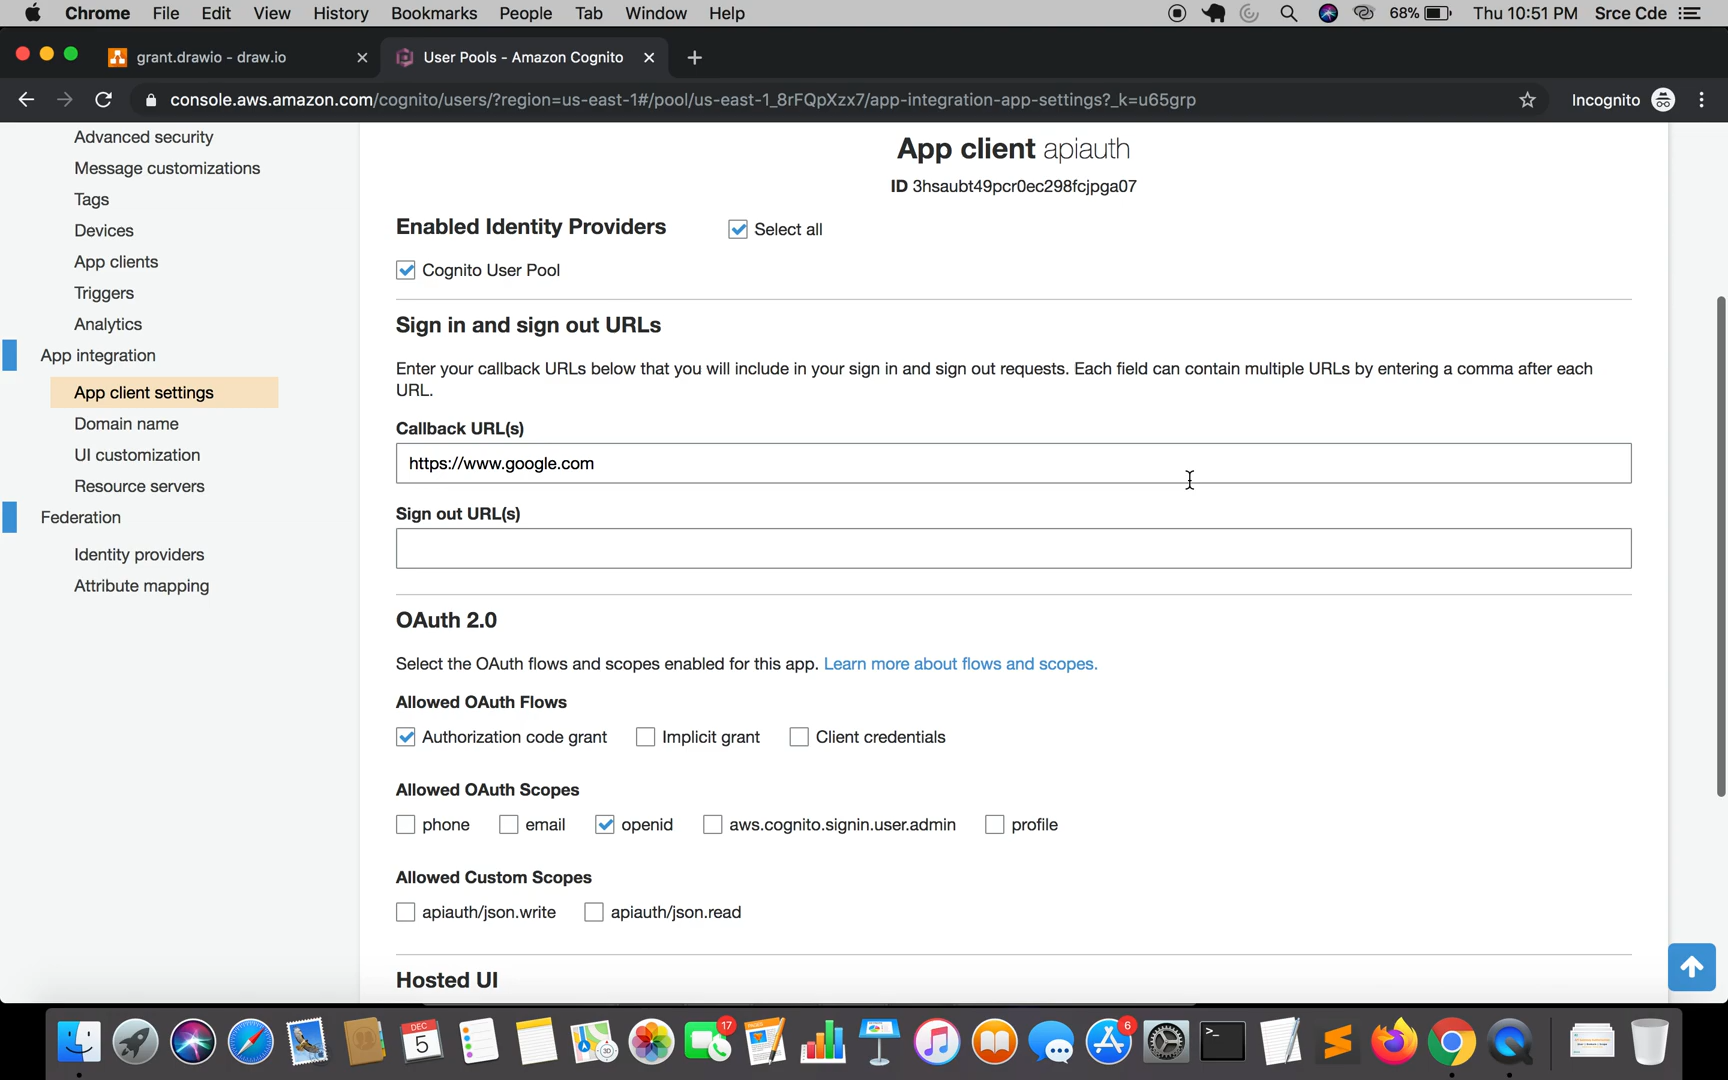 Chrome File Edit View History Bookmarks People Tab Window Help 68% Thu 10:51 PM Srce Cde
grant.drawio - draw.io User Pools - Amazon Cognito
console.aws.amazon.com/cognito/users/?region=us-east-1#/pool/us-east-1_8rFQpXzx7/app-integration-app-settings?_k=u65grp Incognito
Advanced security
Message customizations
Tags
Devices
App clients
Triggers
Analytics
App integration
App client settings
Domain name
UI customization
Resource servers
Federation
Identity providers
Attribute mapping
App client apiauth
ID 3hsaubt49pcr0ec298fcjpga07
Enabled Identity Providers Select all
Cognito User Pool
Sign in and sign out URLs
Enter your callback URLs below that you will include in your sign in and sign out requests. Each field can contain multiple URLs by entering a comma after each
URL.
Callback URL(s)
https://www.google.com
Sign out URL(s)
OAuth 2.0
Select the OAuth flows and scopes enabled for this app. Learn more about flows and scopes.
Allowed OAuth Flows
Authorization code grant Implicit grant Client credentials
Allowed OAuth Scopes
phone email openid aws.cognito.signin.user.admin profile
Allowed Custom Scopes
apiauth/json.write apiauth/json.read
Hosted UI
DEC
5
17
PAGES
6